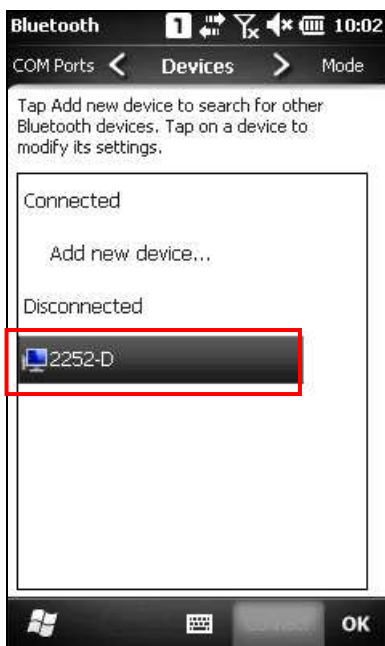 Bluetooth 1 10:02
COM Ports < Devices > Mode
Tap Add new device to search for other
Bluetooth devices. Tap on a device to
modify its settings.
Connected
Add new device...
Disconnected
2252-D
OK